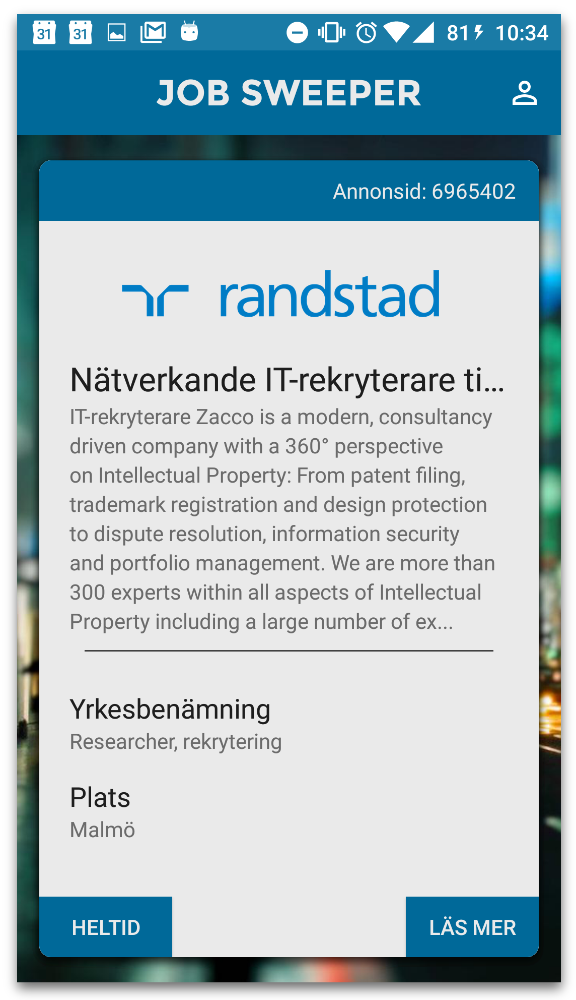 31 31 81 10:34
JOB SWEEPER
Annonsid: 6965402
randstad
Nätverkande IT-rekryterare ti...
IT-rekryterare Zacco is a modern, consultancy
driven company with a 360° perspective
on Intellectual Property: From patent filing,
trademark registration and design protection
to dispute resolution, information security
and portfolio management. We are more than
300 experts within all aspects of Intellectual
Property including a large number of ex...
Yrkesbenämning
Researcher, rekrytering
Plats
Malmö
HELTID LÄS MER